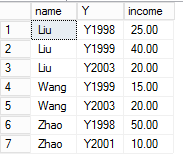 name Y income
1 Liu Y1998 25.00
2 Liu Y1999 40.00
3 Liu Y2003 20.00
4 Wang Y1999 15.00
5 Wang Y2003 20.00
6 Zhao Y1998 50.00
7 Zhao Y2001 10.00